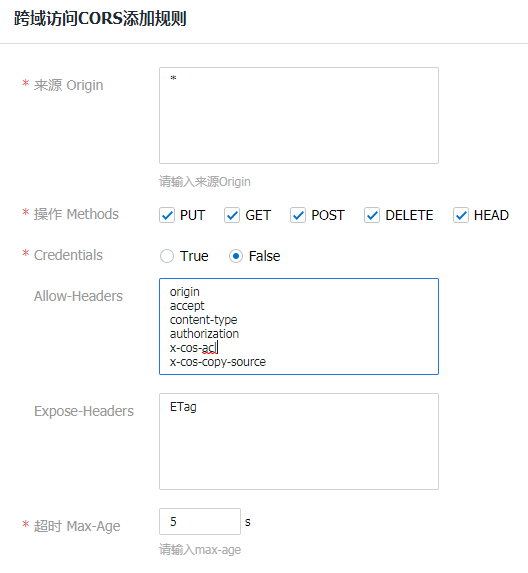 跨域访问CORS添加规则
* 来源 Origin
*
请输入来源Origin
* 操作 Methods PUT GET POST DELETE HEAD
* Credentials True False
Allow-Headers
origin
accept
content-type
authorization
x-cos-acl
x-cos-copy-source
Expose-Headers
ETag
* 超时 Max-Age 5 s
请输入max-age